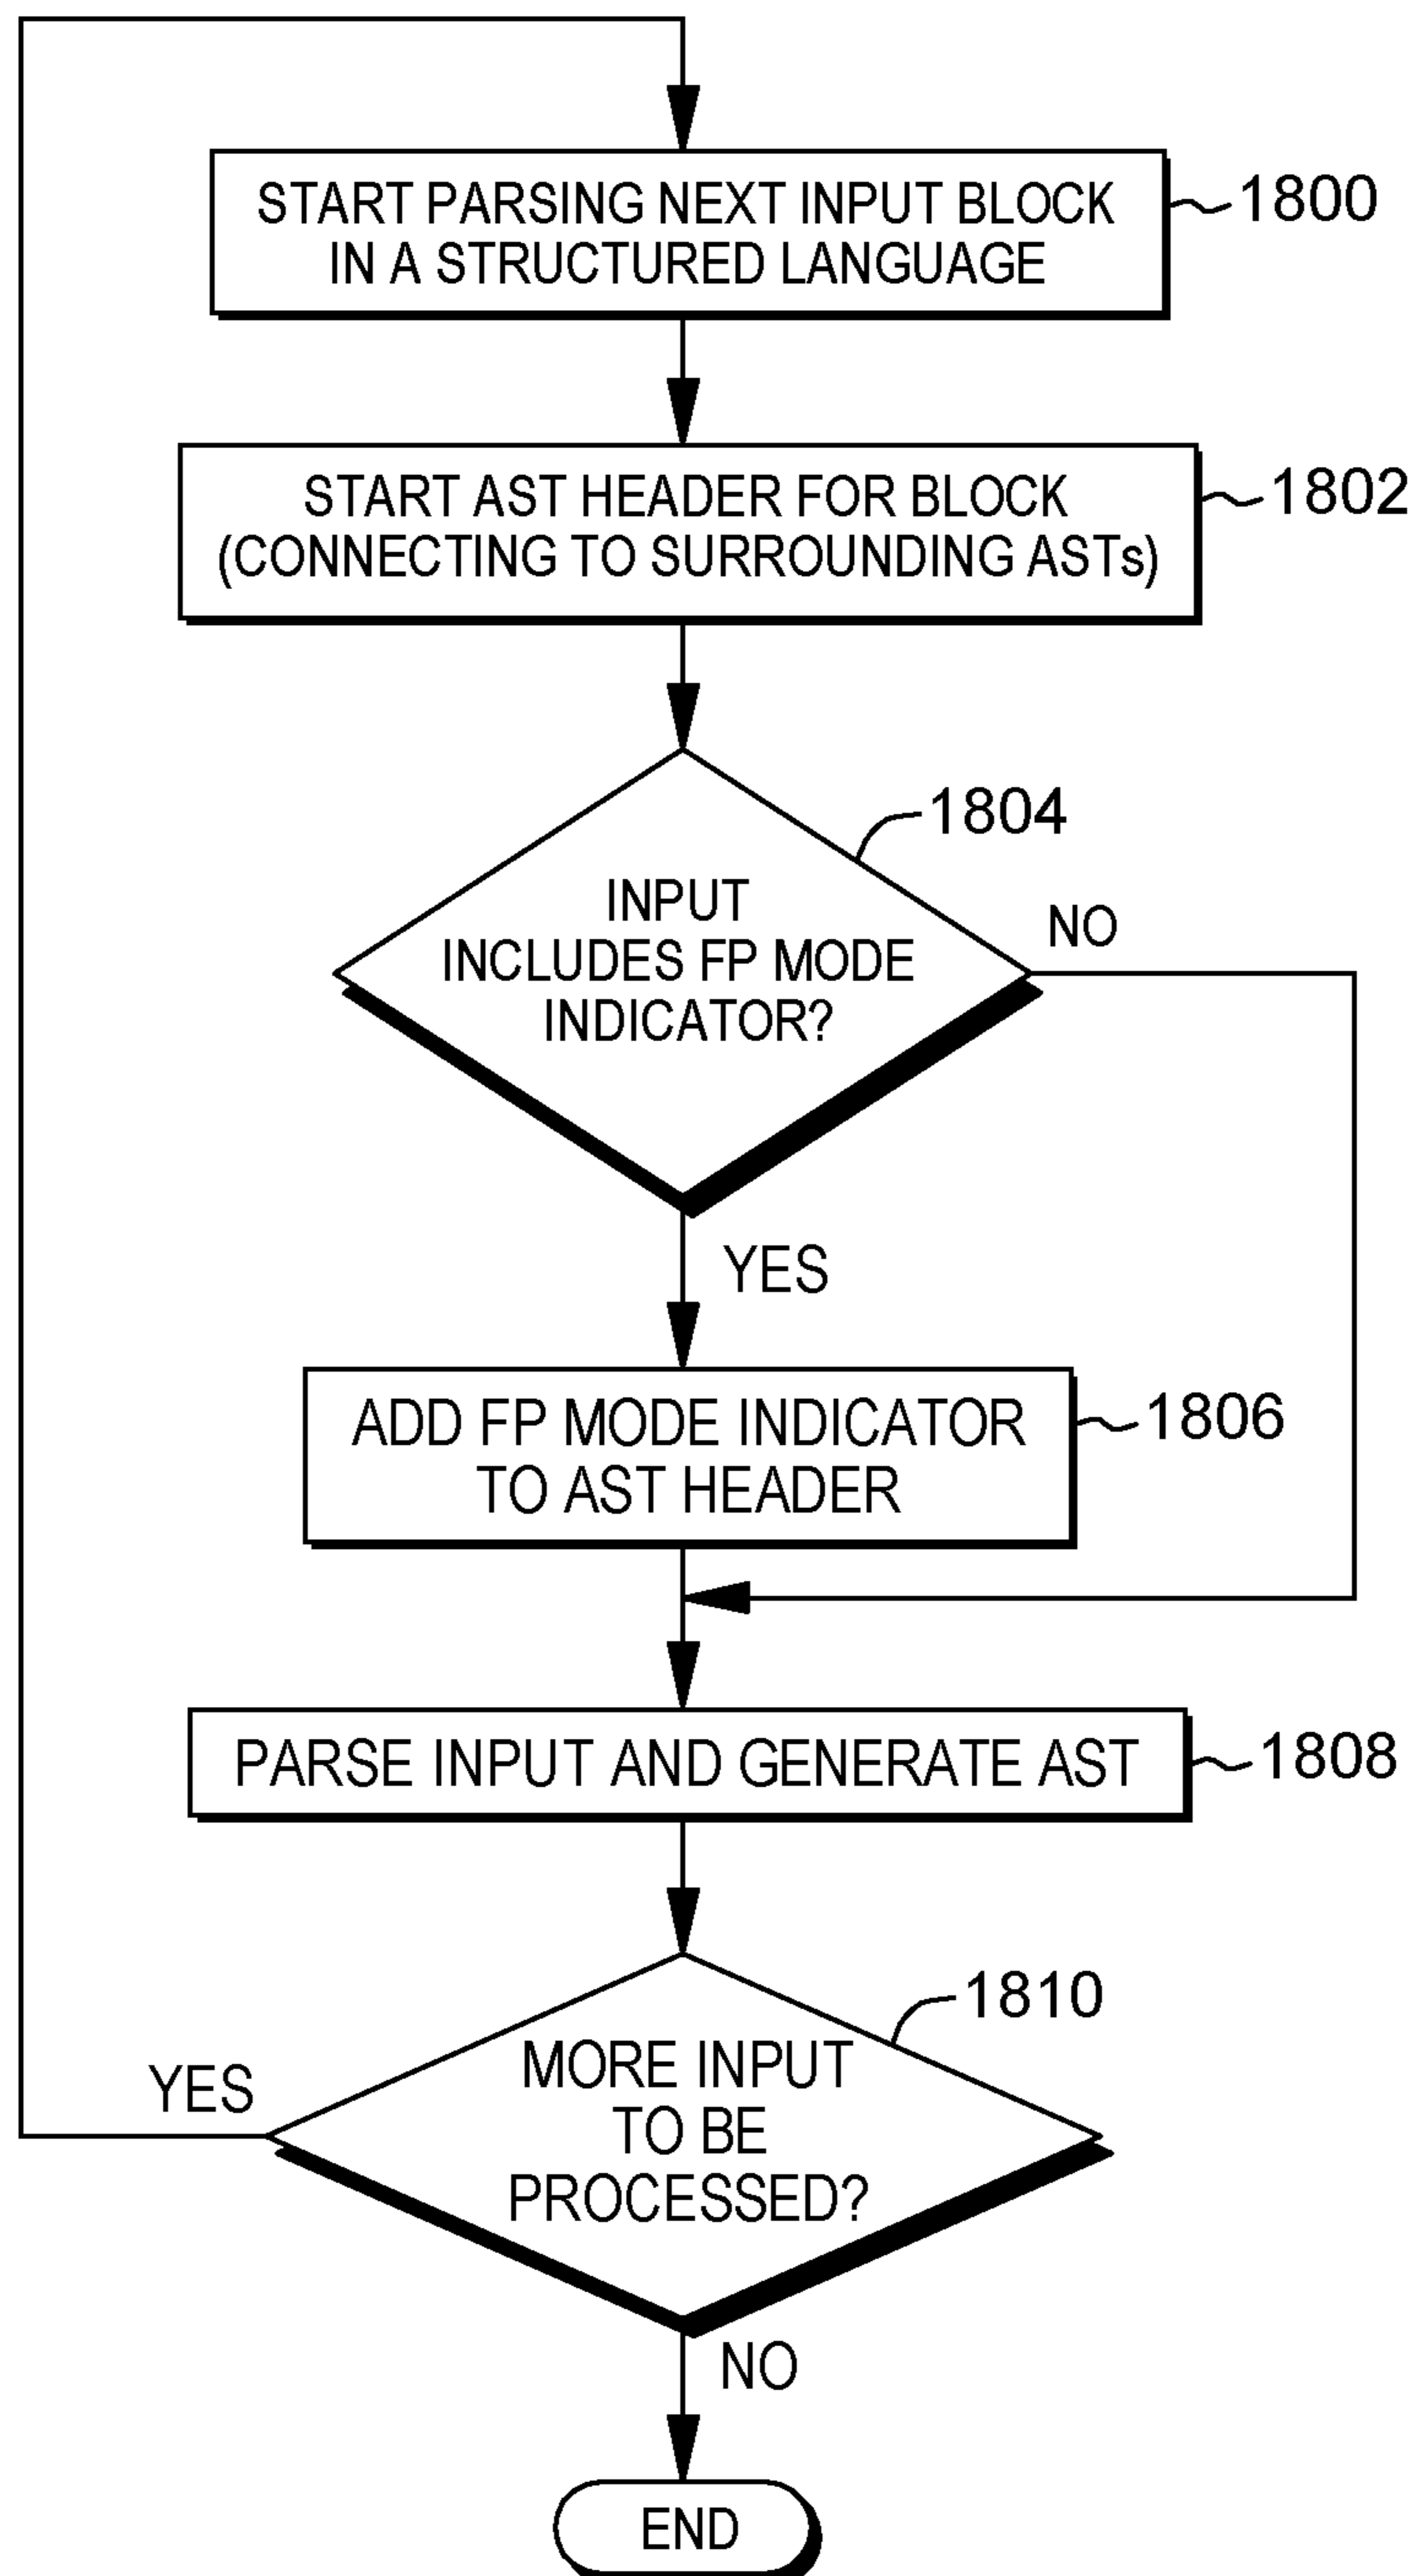 START PARSING NEXT INPUT BLOCK
IN A STRUCTURED LANGUAGE
1800
START AST HEADER FOR BLOCK
(CONNECTING TO SURROUNDING ASTs)
1802
1804
INPUT
INCLUDES FP MODE
INDICATOR?
NO
YES
ADD FP MODE INDICATOR
TO AST HEADER
1806
PARSE INPUT AND GENERATE AST
1808
1810
MORE INPUT
TO BE
PROCESSED?
YES
NO
END